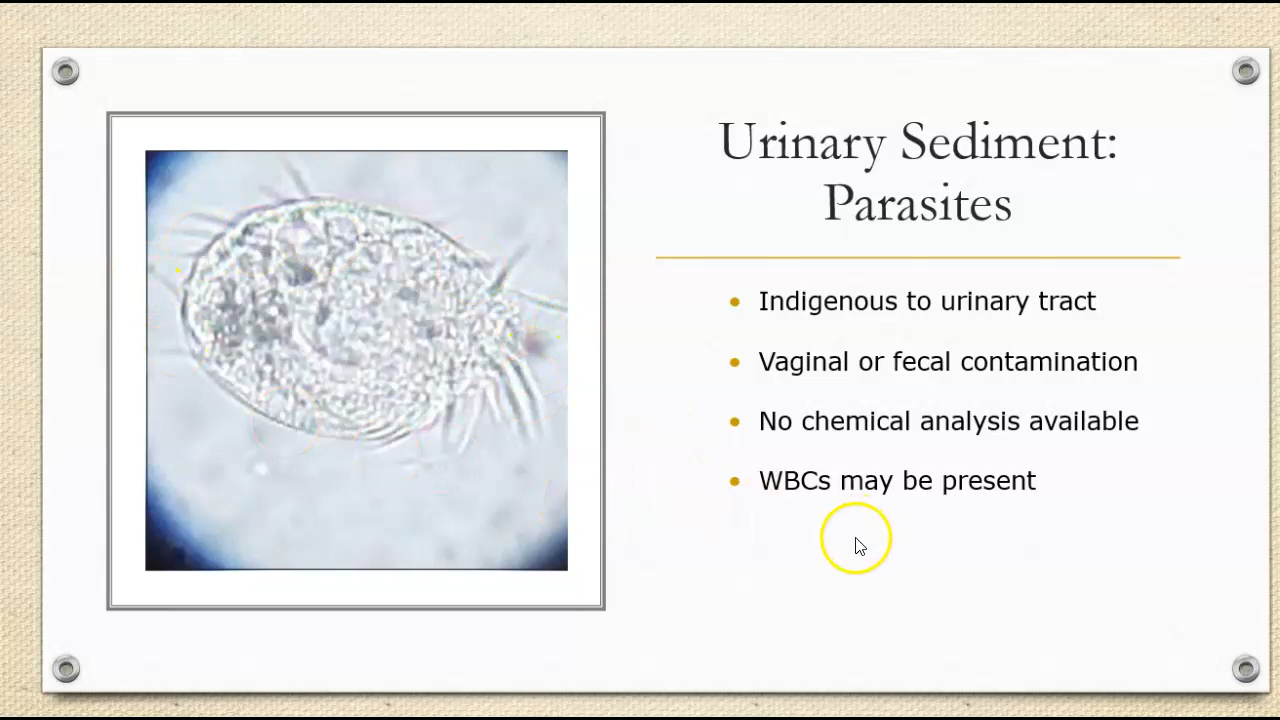 Urinary Sediment:
Parasites
Indigenous to urinary tract
Vaginal or fecal contamination
No chemical analysis available
WBCs may be present